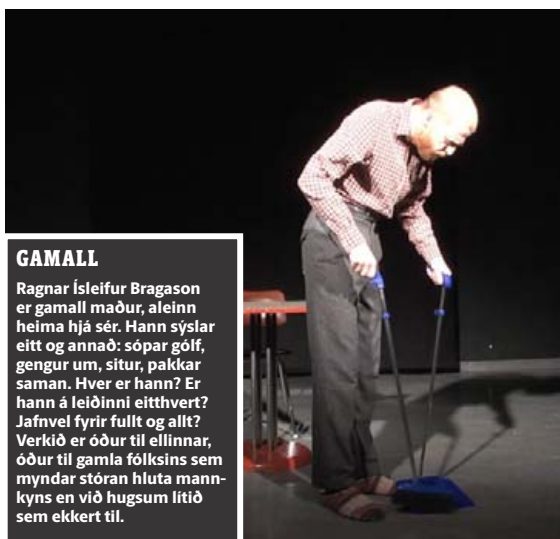 GAMALL
Ragnar Ísleifur Bragason
er gamall maður, aleinn
heima hjá sér. Hann sýslar
eitt og annað: sópar gólf,
gengur um, situr, pakkar
saman. Hver er hann? Er
hann á leiðinni eitthvert?
Jafnvel fyrir fullt og allt?
Verkið er óður til ellinnar,
óður til gamla fólksins sem
myndar stóran hluta mann-
kyns en við hugsum lítið
sem ekkert til.